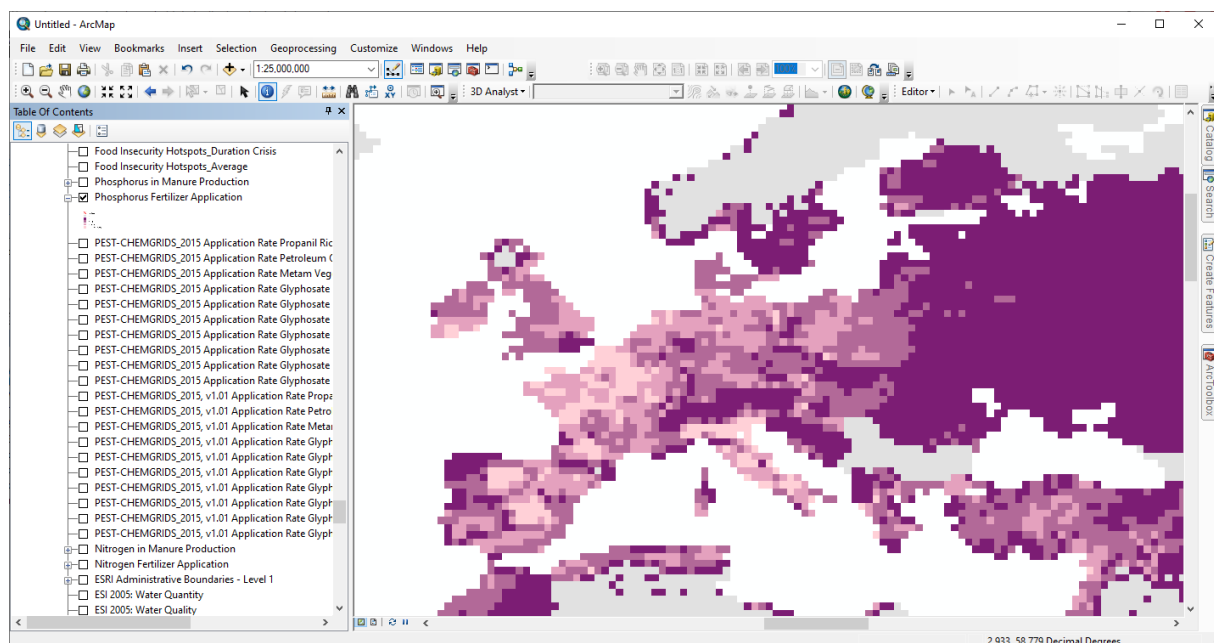 Untitled - ArcMap
File Edit View Bookmarks Insert Selection Geoprocessing Customize Windows Help
1:25,000,000
3D Analyst
Editor
Table Of Contents
Food Insecurity Hotspots_Duration Crisis
Food Insecurity Hotspots_Average
Phosphorus in Manure Production
Phosphorus Fertilizer Application
PEST-CHEMGRIDS_2015 Application Rate Propanil Ric
PEST-CHEMGRIDS_2015 Application Rate Petroleum
PEST-CHEMGRIDS_2015 Application Rate Metam Veg
PEST-CHEMGRIDS_2015 Application Rate Glyphosate
PEST-CHEMGRIDS_2015 Application Rate Glyphosate
PEST-CHEMGRIDS_2015 Application Rate Glyphosate
PEST-CHEMGRIDS_2015 Application Rate Glyphosate
PEST-CHEMGRIDS_2015 Application Rate Glyphosate
PEST-CHEMGRIDS_2015 Application Rate Glyphosate
PEST-CHEMGRIDS_2015 Application Rate Glyphosate
PEST-CHEMGRIDS_2015, v1.01 Application Rate Propa
PEST-CHEMGRIDS_2015, v1.01 Application Rate Petro
PEST-CHEMGRIDS_2015, v1.01 Application Rate Metar
PEST-CHEMGRIDS_2015, v1.01 Application Rate Glyph
PEST-CHEMGRIDS_2015, v1.01 Application Rate Glyph
PEST-CHEMGRIDS_2015, v1.01 Application Rate Glyph
PEST-CHEMGRIDS_2015, v1.01 Application Rate Glyph
PEST-CHEMGRIDS_2015, v1.01 Application Rate Glyph
PEST-CHEMGRIDS_2015, v1.01 Application Rate Glyph
Nitrogen in Manure Production
Nitrogen Fertilizer Application
ESRI Administrative Boundaries - Level 1
ESI 2005: Water Quantity
ESI 2005: Water Quality
Catalog
Search
Create Features
ArcToolbox
2.933 58.779 Decimal Degrees